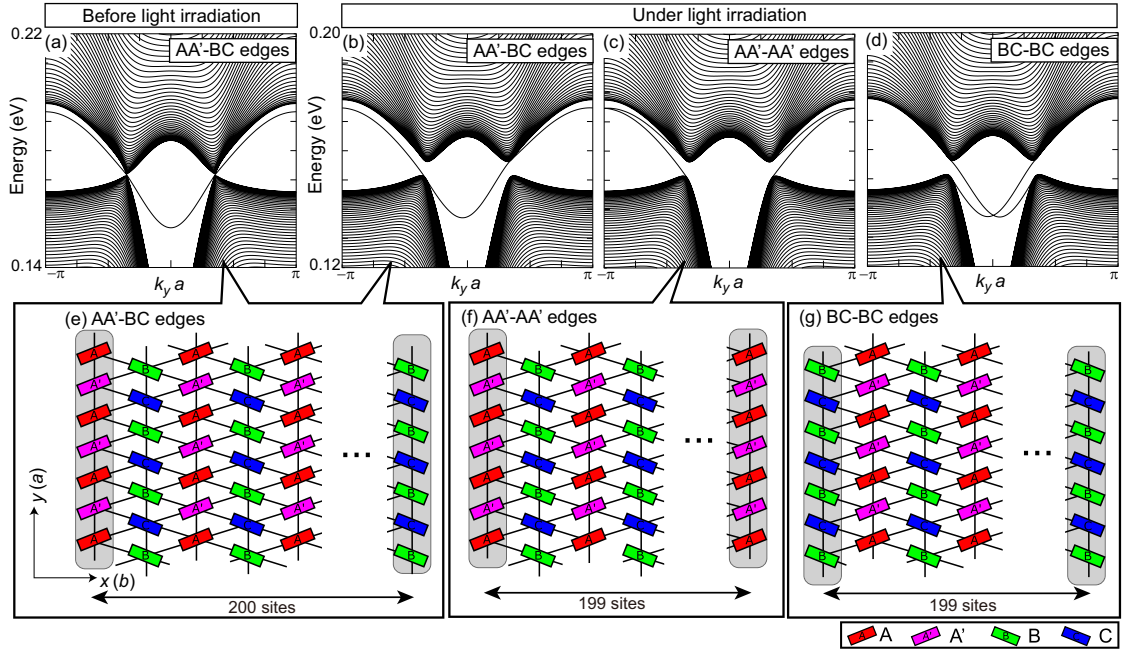 Before light irradiation
Under light irradiation
0.22
(a)
AA'-BC edges
0.20
(b)
AA'-BC edges
(c)
AA'-AA' edges
(d)
BC-BC edges
Energy (eV)
Energy (eV)
0.14
−π
k_y a
π
0.12
−π
k_y a
π
−π
k_y a
π
−π
k_y a
π
(e) AA'-BC edges
(f) AA'-AA' edges
(g) BC-BC edges
...
...
...
y (a)
x (b)
200 sites
199 sites
199 sites
A A
A' A'
B B
C